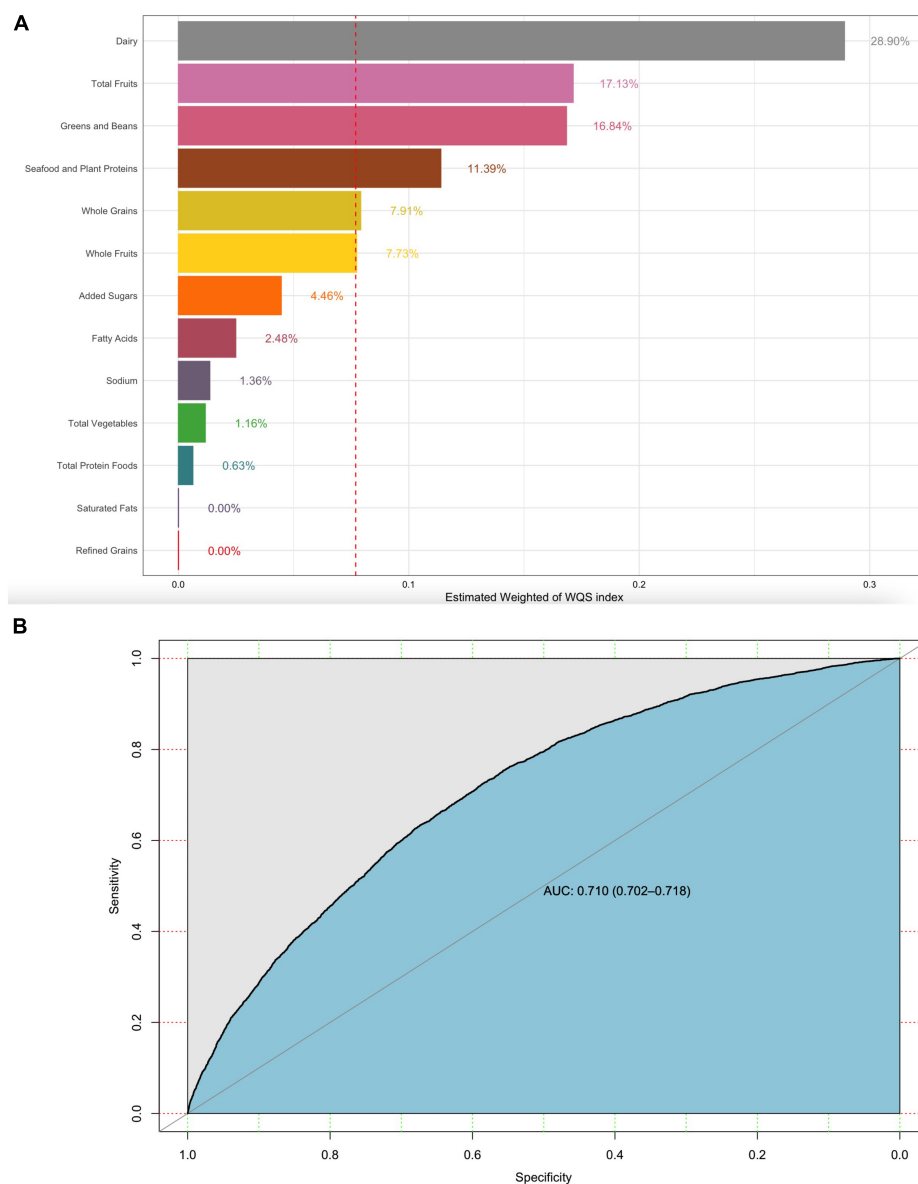 A
Dairy 28.90%
Total Fruits 17.13%
Greens and Beans 16.84%
Seafood and Plant Proteins 11.39%
Whole Grains 7.91%
Whole Fruits 7.73%
Added Sugars 4.46%
Fatty Acids 2.48%
Sodium 1.36%
Total Vegetables 1.16%
Total Protein Foods 0.63%
Saturated Fats 0.00%
Refined Grains 0.00%
0.0 0.1 0.2 0.3
Estimated Weighted of WQS index
B
1.0
0.8
0.6
0.4
0.2
0.0
Sensitivity
AUC: 0.710 (0.702–0.718)
1.0 0.8 0.6 0.4 0.2 0.0
Specificity